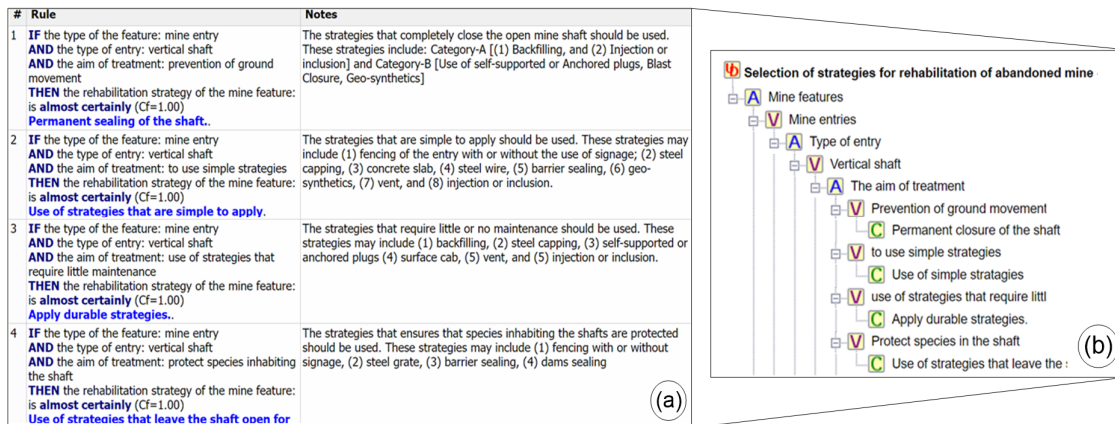 # Rule Notes
1 IF the type of the feature: mine entry
AND the type of entry: vertical shaft
AND the aim of treatment: prevention of ground
movement
THEN the rehabilitation strategy of the mine feature:
is almost certainly (Cf=1.00)
Permanent sealing of the shaft..
The strategies that completely close the open mine shaft should be used.
These strategies include: Category-A [(1) Backfilling, and (2) Injection or
inclusion] and Category-B [Use of self-supported or Anchored plugs, Blast
Closure, Geo-synthetics]
2 IF the type of the feature: mine entry
AND the type of entry: vertical shaft
AND the aim of treatment: to use simple strategies
THEN the rehabilitation strategy of the mine feature:
is almost certainly (Cf=1.00)
Use of strategies that are simple to apply.
The strategies that are simple to apply should be used. These strategies may
include (1) fencing of the entry with or without the use of signage; (2) steel
capping, (3) concrete slab, (4) steel wire, (5) barrier sealing, (6) geo-
synthetics, (7) vent, and (8) injection or inclusion.
3 IF the type of the feature: mine entry
AND the type of entry: vertical shaft
AND the aim of treatment: use of strategies that
require little maintenance
THEN the rehabilitation strategy of the mine feature:
is almost certainly (Cf=1.00)
Apply durable strategies..
The strategies that require little or no maintenance should be used. These
strategies may include (1) backfilling, (2) steel capping, (3) self-supported or
anchored plugs (4) surface cab, (5) vent, and (5) injection or inclusion.
4 IF the type of the feature: mine entry
AND the type of entry: vertical shaft
AND the aim of treatment: protect species inhabiting
the shaft
THEN the rehabilitation strategy of the mine feature:
is almost certainly (Cf=1.00)
Use of strategies that leave the shaft open for
The strategies that ensures that species inhabiting the shafts are protected
should be used. These strategies may include (1) fencing with or without
signage, (2) steel grate, (3) barrier sealing, (4) dams sealing
(a)
Selection of strategies for rehabilitation of abandoned mine
A Mine features
V Mine entries
A Type of entry
V Vertical shaft
A The aim of treatment
V Prevention of ground movement
C Permanent closure of the shaft
V to use simple strategies
C Use of simple stratagies
V use of strategies that require littl
C Apply durable strategies.
V Protect species in the shaft
C Use of strategies that leave the
(b)